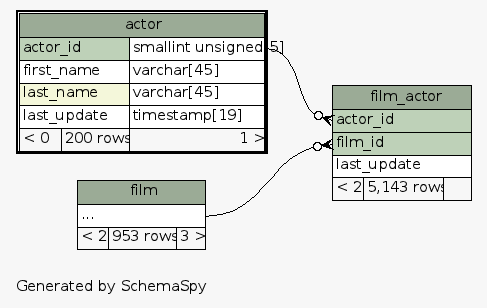 actor
actor_id smallint unsigned[5]
first_name varchar[45]
last_name varchar[45]
last_update timestamp[19]
< 0 200 rows 1 >
film_actor
actor_id
film_id
last_update
< 2 5,143 rows
film
...
< 2 953 rows 3 >
Generated by SchemaSpy